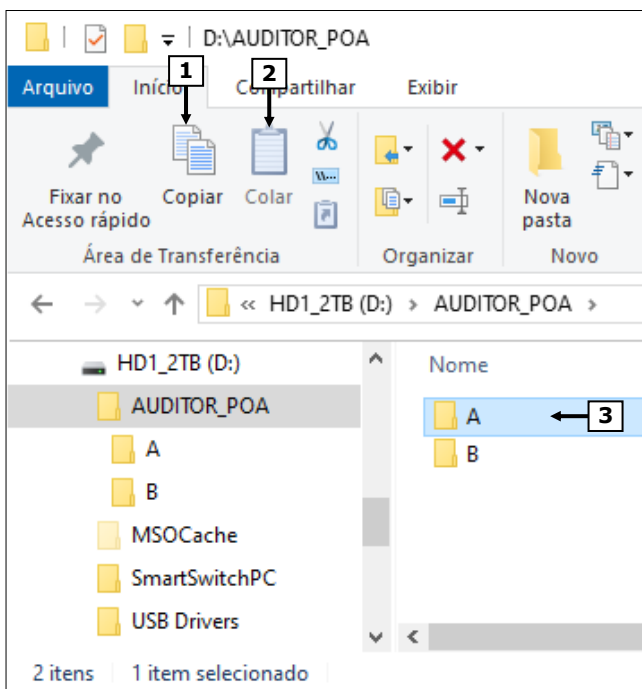 D:\AUDITOR_POA
1
2
Arquivo Início Compartilhar Exibir
Fixar no Acesso rápido
Copiar
Colar
Nova pasta
Área de Transferência
Organizar
Novo
« HD1_2TB (D:) › AUDITOR_POA ›
HD1_2TB (D:)
AUDITOR_POA
A
B
MSOCache
SmartSwitchPC
USB Drivers
Nome
A
3
B
2 itens 1 item selecionado